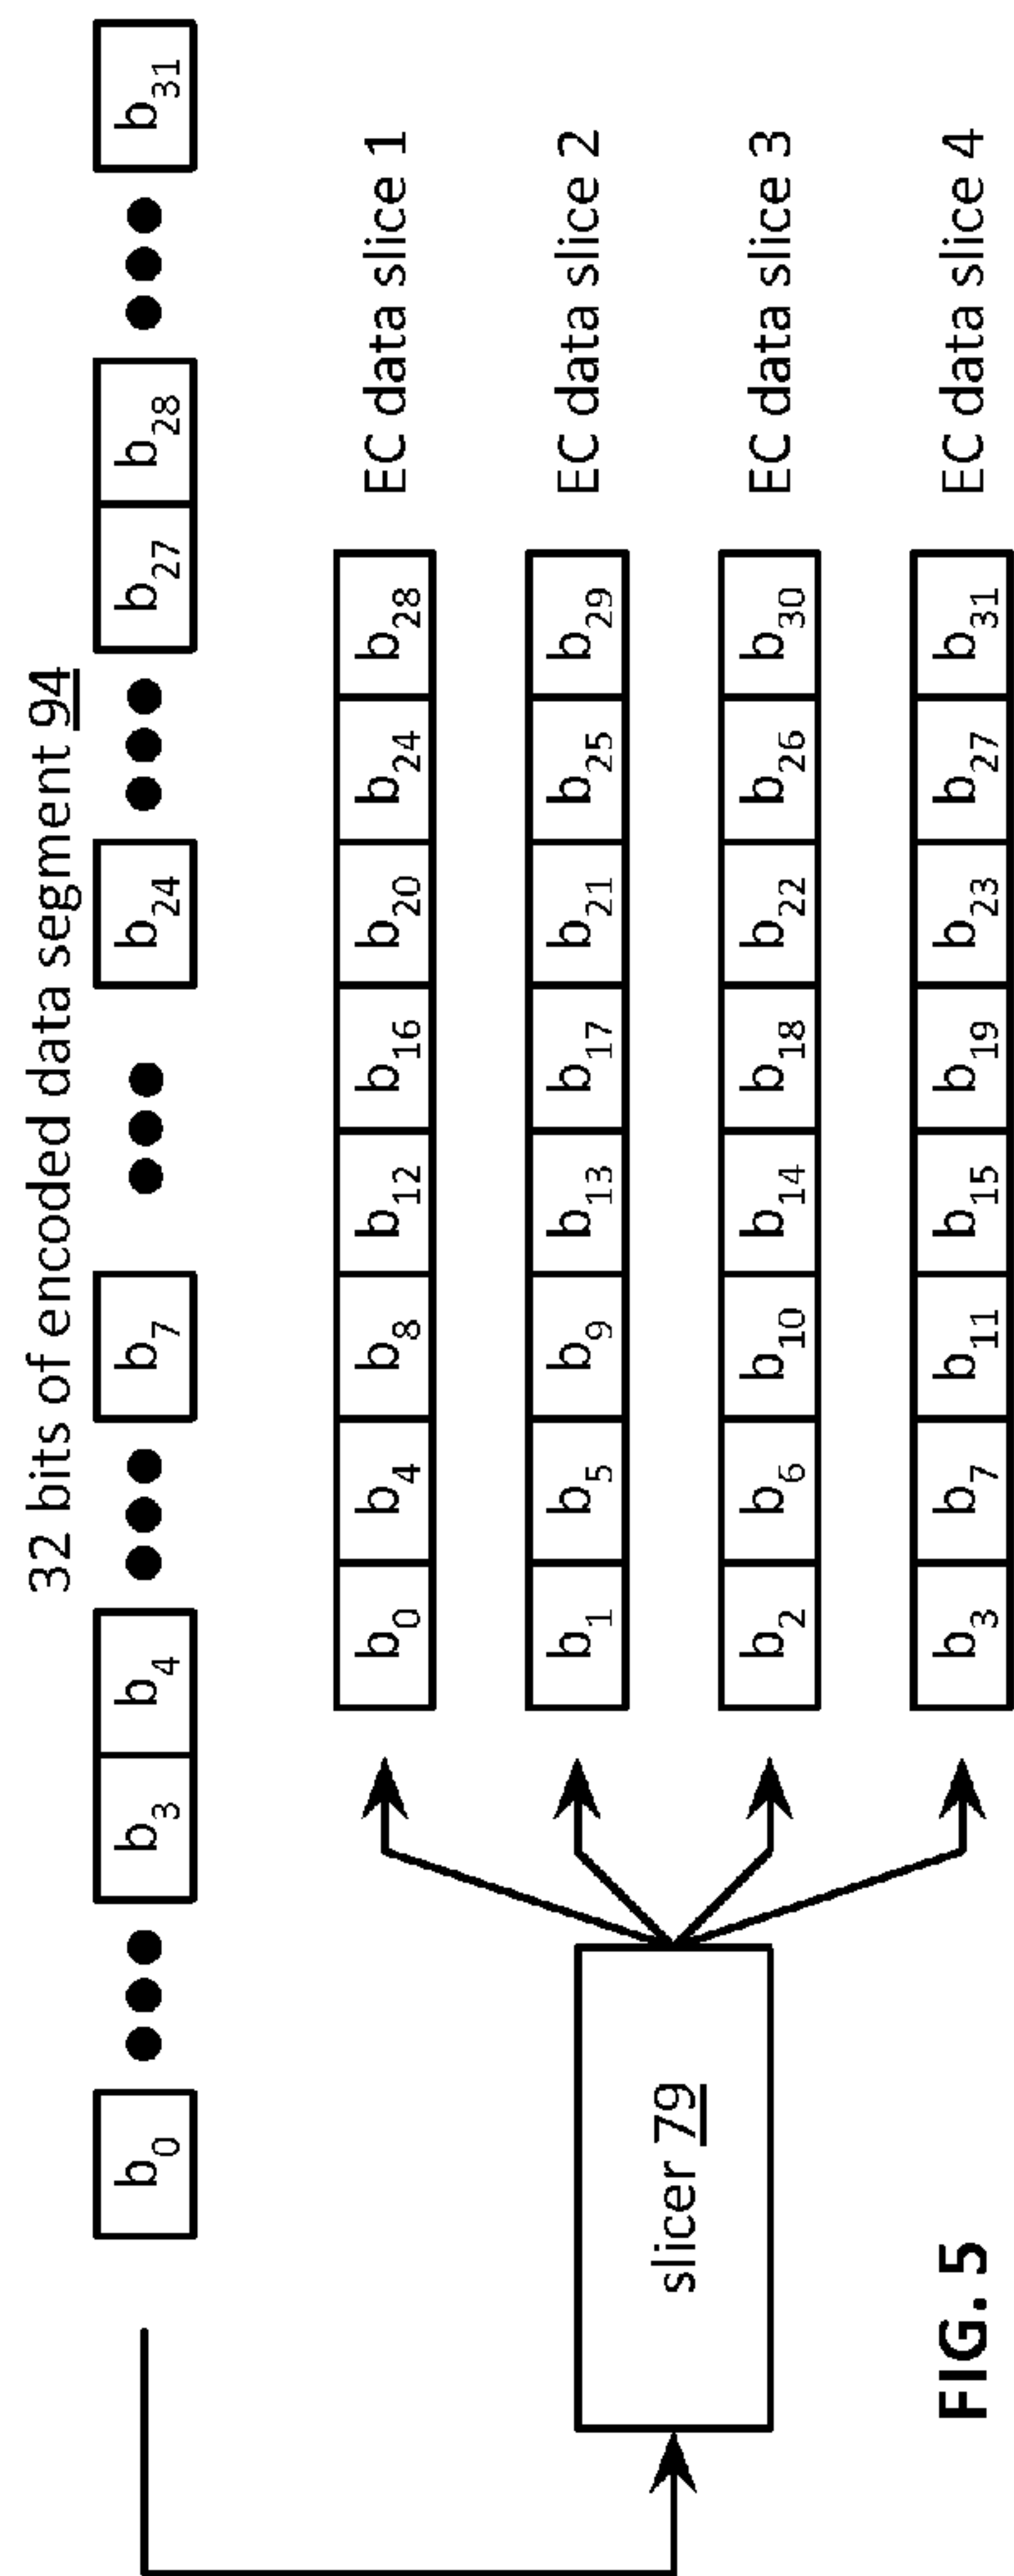 32 bits of encoded data segment 94
b0 ●●● b3 b4 ●●● b7 ●●● b24 ●●● b27 b28 ●●● b31
b0 b4 b8 b12 b16 b20 b24 b28 EC data slice 1
b1 b5 b9 b13 b17 b21 b25 b29 EC data slice 2
slicer 79
b2 b6 b10 b14 b18 b22 b26 b30 EC data slice 3
b3 b7 b11 b15 b19 b23 b27 b31 EC data slice 4
FIG. 5